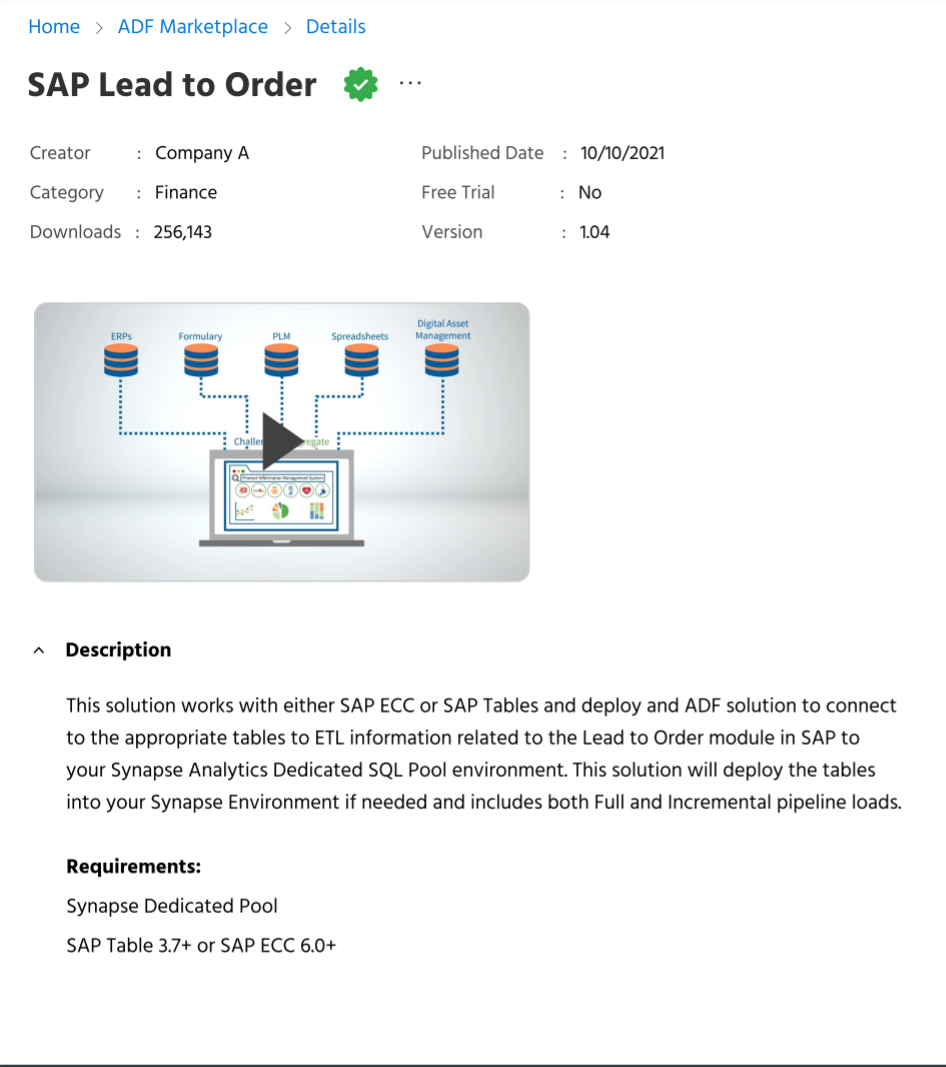 Home > ADF Marketplace > Details
SAP Lead to Order ...
Creator : Company A
Published Date : 10/10/2021
Category : Finance
Free Trial : No
Downloads : 256,143
Version : 1.04
Digital Asset
ERPs Formulary PLM Spreadsheets Management
Product Information Management System
Description
This solution works with either SAP ECC or SAP Tables and deploy and ADF solution to connect
to the appropriate tables to ETL information related to the Lead to Order module in SAP to
your Synapse Analytics Dedicated SQL Pool environment. This solution will deploy the tables
into your Synapse Environment if needed and includes both Full and Incremental pipeline loads.
Requirements:
Synapse Dedicated Pool
SAP Table 3.7+ or SAP ECC 6.0+